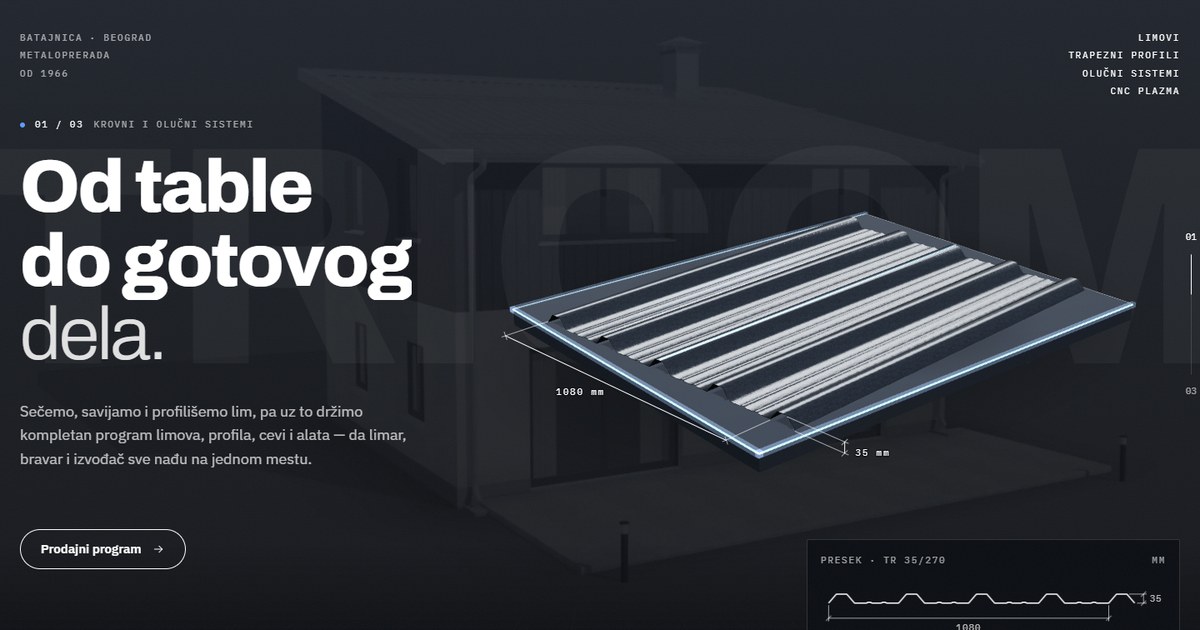 BATAJNICA · BEOGRAD
METALOPRERADA
OD 1966
LIMOVI
TRAPEZNI PROFILI
OLUČNI SISTEMI
CNC PLAZMA
01 / 03 KROVNI I OLUČNI SISTEMI
TRICOM
Od table
do gotovog
dela.
Sečemo, savijamo i profilišemo lim, pa uz to držimo
kompletan program limova, profila, cevi i alata — da limar,
bravar i izvođač sve nađu na jednom mestu.
Prodajni program →
1080 mm
35 mm
01
03
PRESEK · TR 35/270 MM
35
1080